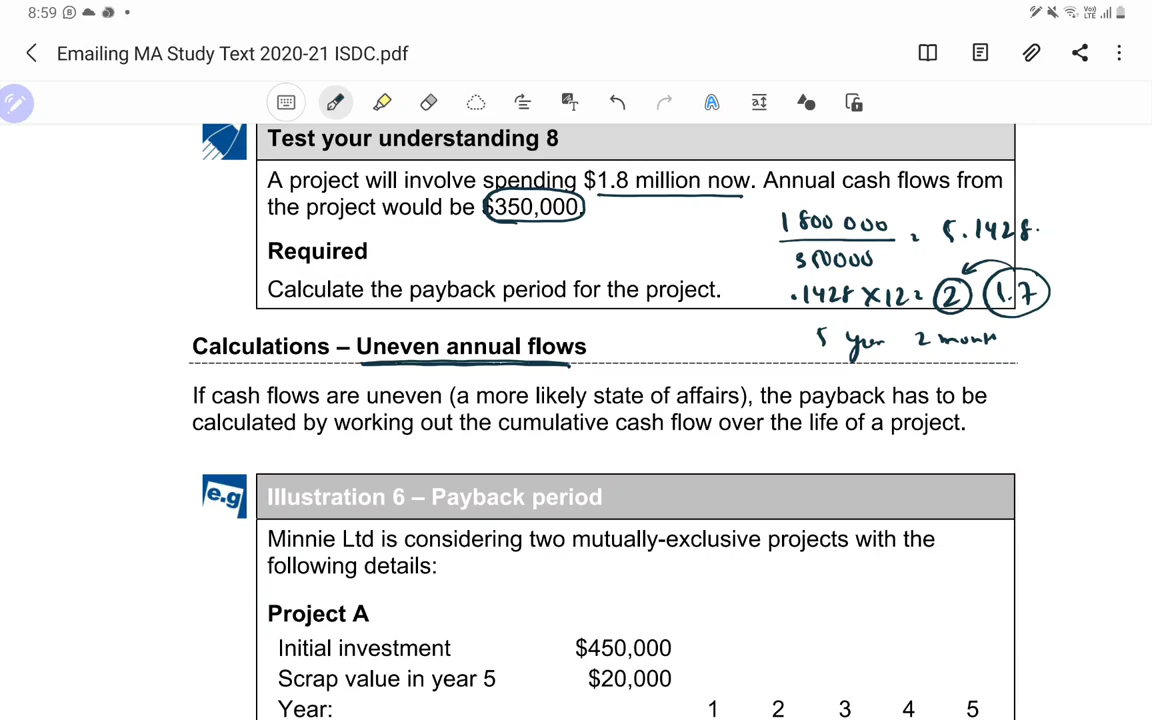 8:59
Vo))
LTE
Emailing MA Study Text 2020-21 ISDC.pdf
Test your understanding 8
A project will involve spending $1.8 million now. Annual cash flows from
the project would be $350,000.
1800 000
350000
= 5.1428.
Required
Calculate the payback period for the project.
.1428 X12 = 2 1.7
5 year 2 month
Calculations – Uneven annual flows
If cash flows are uneven (a more likely state of affairs), the payback has to be
calculated by working out the cumulative cash flow over the life of a project.
e.g Illustration 6 – Payback period
Minnie Ltd is considering two mutually-exclusive projects with the
following details:
Project A
Initial investment $450,000
Scrap value in year 5 $20,000
Year: 1 2 3 4 5